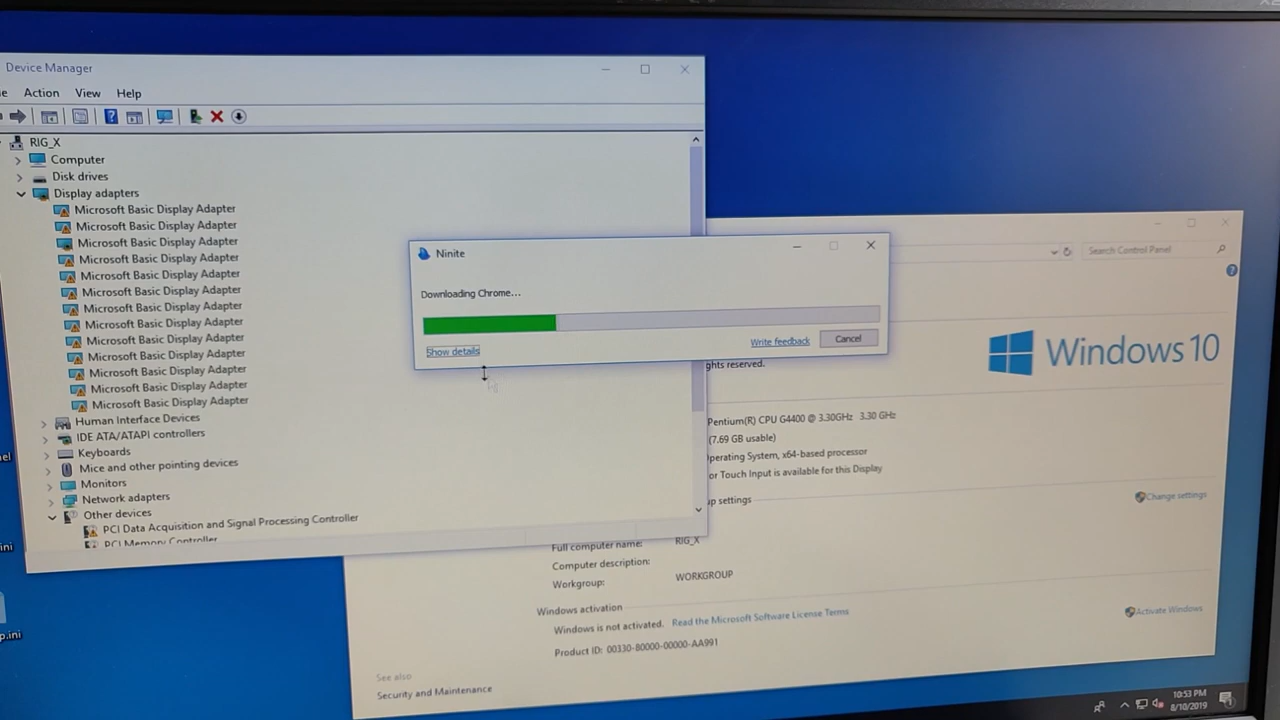 Device Manager
e Action View Help
RIG_X
Computer
Disk drives
Display adapters
Microsoft Basic Display Adapter
Microsoft Basic Display Adapter
Microsoft Basic Display Adapter
Microsoft Basic Display Adapter
Microsoft Basic Display Adapter
Microsoft Basic Display Adapter
Microsoft Basic Display Adapter
Microsoft Basic Display Adapter
Microsoft Basic Display Adapter
Microsoft Basic Display Adapter
Microsoft Basic Display Adapter
Microsoft Basic Display Adapter
Microsoft Basic Display Adapter
Human Interface Devices
IDE ATA/ATAPI controllers
Keyboards
Mice and other pointing devices
Monitors
Network adapters
Other devices
PCI Data Acquisition and Signal Processing Controller
PCI Memory Controller
Ninite
Downloading Chrome...
Show details
Write feedback
Cancel
Search Control Panel
Windows 10
ghts reserved.
Pentium(R) CPU G4400 @ 3.30GHz 3.30 GHz
(7.69 GB usable)
Operating System, x64-based processor
or Touch Input is available for this Display
up settings
Change settings
Full computer name: RIG_X
Computer description:
Workgroup: WORKGROUP
Windows activation
Windows is not activated. Read the Microsoft Software License Terms
Activate Windows
Product ID: 00330-80000-00000-AA991
See also
Security and Maintenance
el
ini
p.ini
10:53 PM
8/10/2019